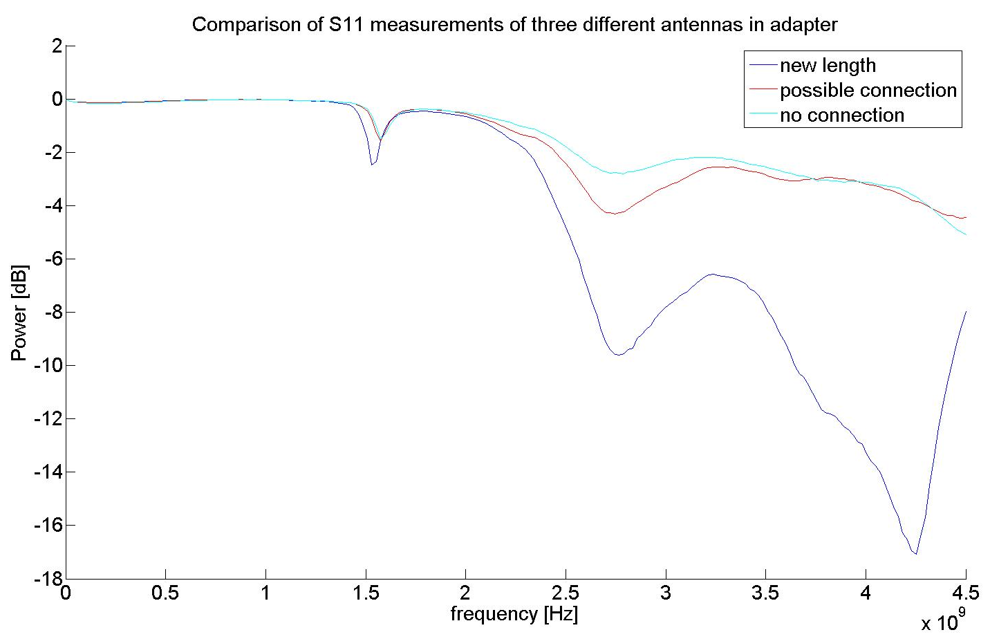 Comparison of S11 measurements of three different antennas in adapter
new length
possible connection
no connection
2
0
-2
-4
-6
-8
-10
-12
-14
-16
-18
Power [dB]
0 0.5 1 1.5 2 2.5 3 3.5 4 4.5
frequency [Hz]
x 10^9